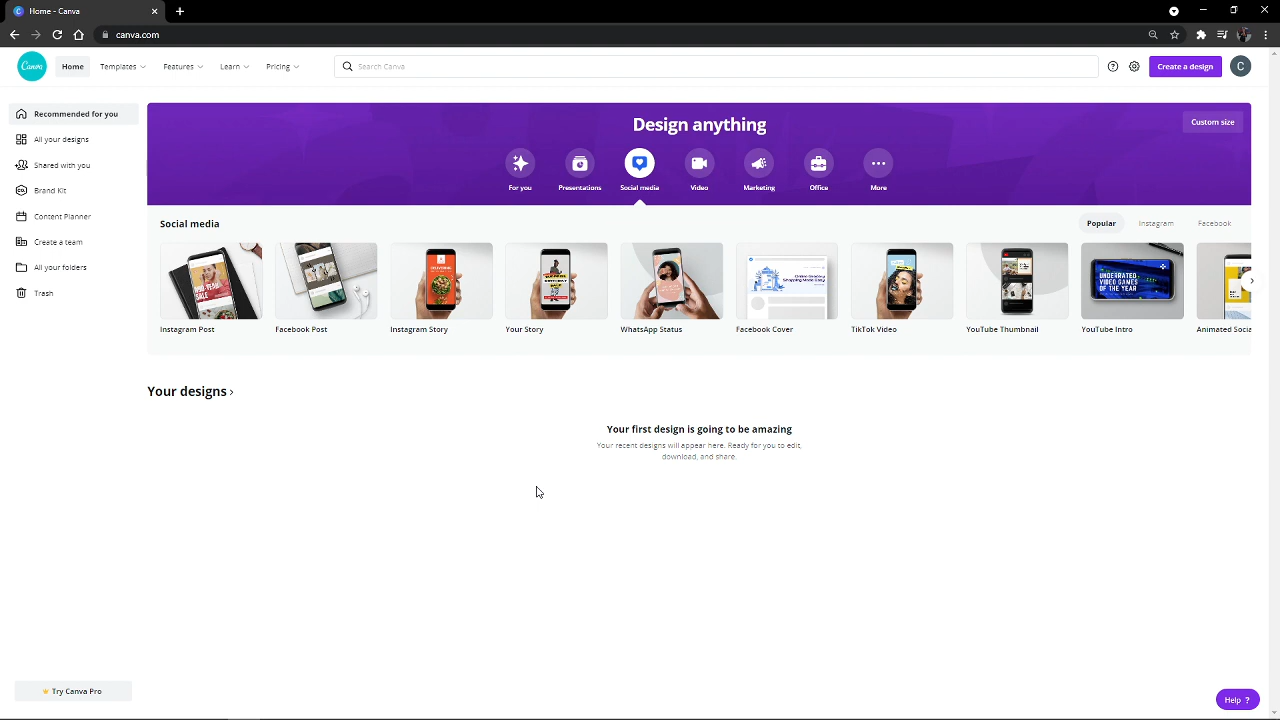 Home - Canva
canva.com
Canva
Home
Templates
Features
Learn
Pricing
Search Canva
Create a design
C
Recommended for you
All your designs
Shared with you
Brand Kit
Content Planner
Create a team
All your folders
Trash
Design anything
Custom size
For you
Presentations
Social media
Video
Marketing
Office
More
Social media
Popular
Instagram
Facebook
Instagram Post
Facebook Post
Instagram Story
Your Story
WhatsApp Status
Facebook Cover
TikTok Video
YouTube Thumbnail
UNDERRATED
VIDEO GAMES
OF THE YEAR
YouTube Intro
Animated Socia
Your designs ›
Your first design is going to be amazing
Your recent designs will appear here. Ready for you to edit,
download, and share.
Try Canva Pro
Help ?